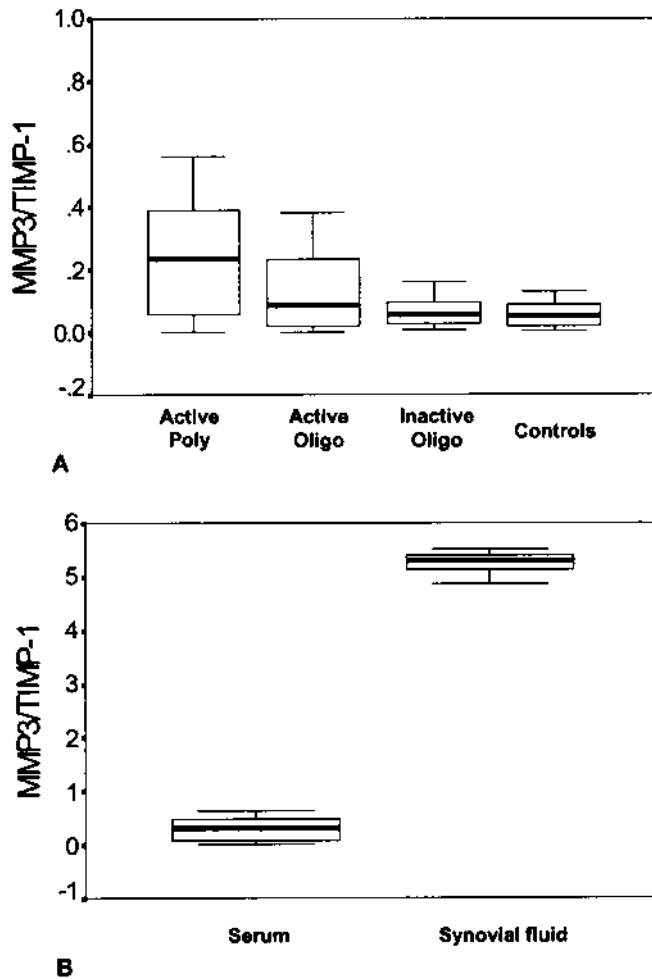 1.0
.8
.6
.4
.2
0.0
-.2
MMP3/TIMP-1
Active Poly
Active Oligo
Inactive Oligo
Controls
A
6
5
4
3
2
1
0
-1
MMP3/TIMP-1
Serum
Synovial fluid
B